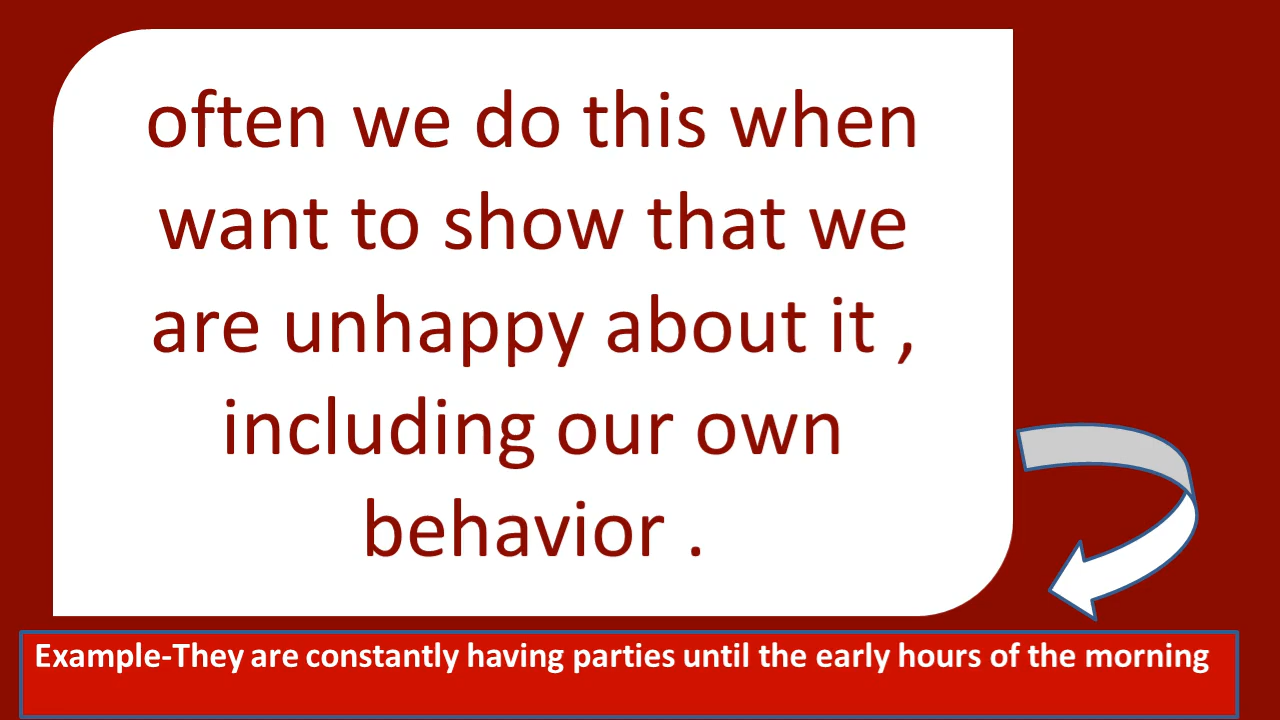 often we do this when
want to show that we
are unhappy about it ,
including our own
behavior .
Example-They are constantly having parties until the early hours of the morning